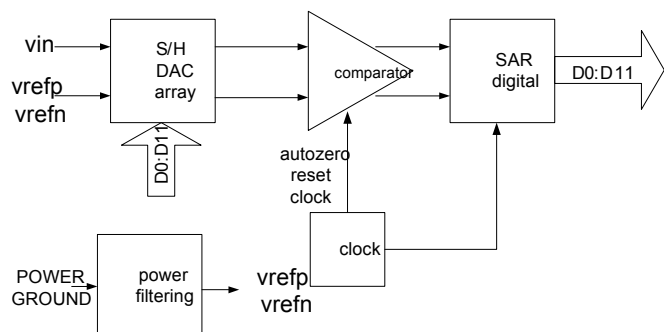 vin
vrefp
vrefn
S/H
DAC
array
D0:D11
comparator
autozero
reset
clock
SAR
digital
D0:D11
clock
POWER
GROUND
power
filtering
vrefp
vrefn